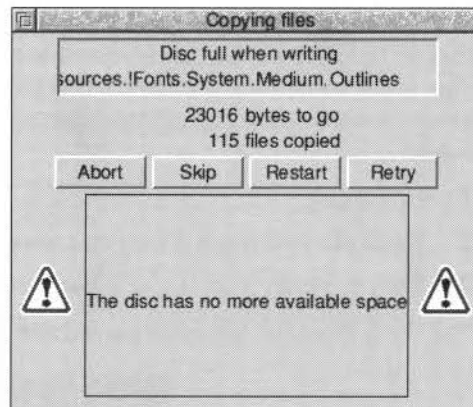 Copying files
Disc full when writing
sources.!Fonts.System.Medium.Outlines
23016 bytes to go
115 files copied
Abort Skip Restart Retry
The disc has no more available space